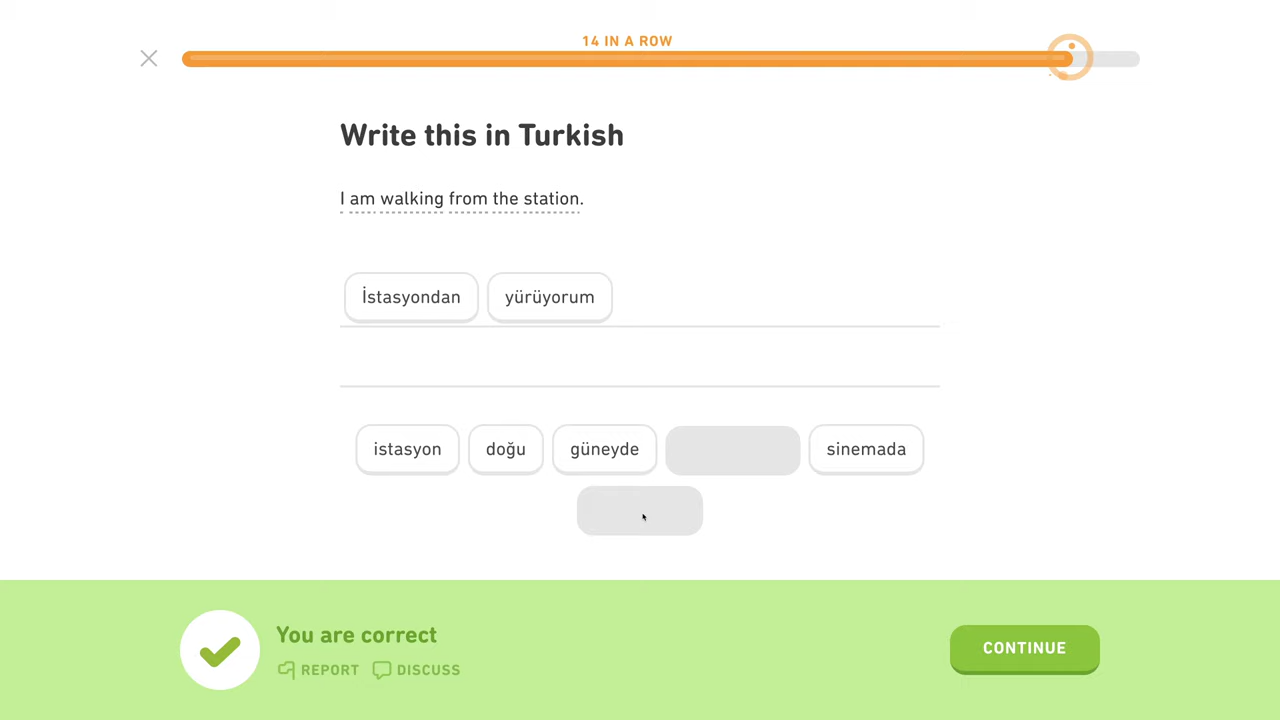 14 IN A ROW
Write this in Turkish
I am walking from the station.
İstasyondan yürüyorum
istasyon doğu güneyde sinemada
You are correct
REPORT DISCUSS
CONTINUE